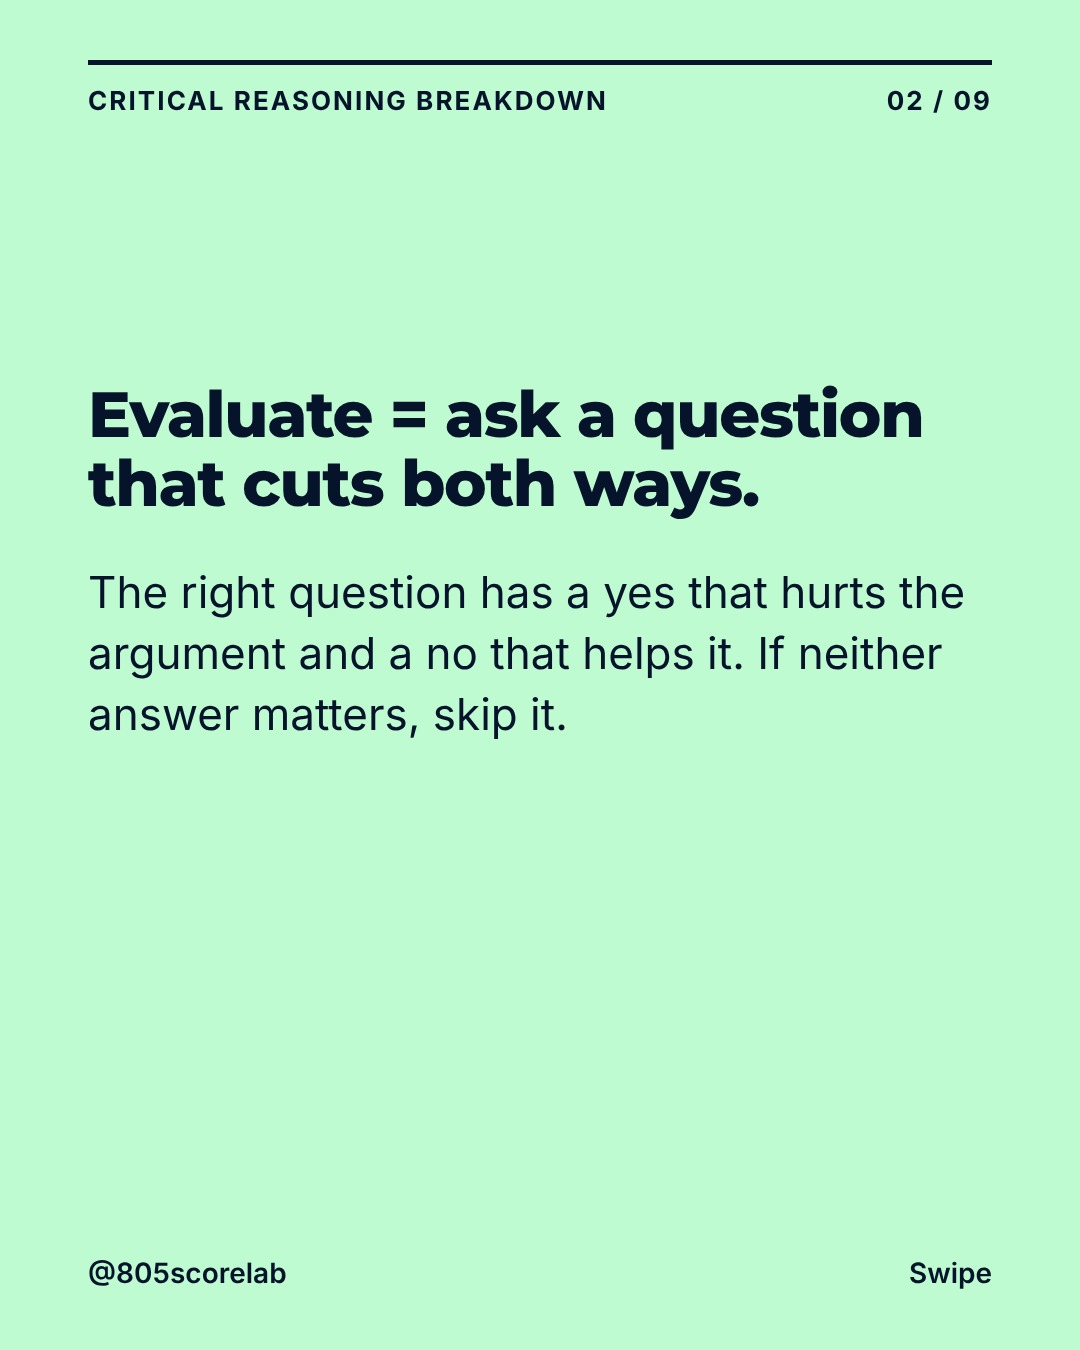 CRITICAL REASONING BREAKDOWN
02 / 09
Evaluate = ask a question
that cuts both ways.
The right question has a yes that hurts the
argument and a no that helps it. If neither
answer matters, skip it.
@805scorelab
Swipe